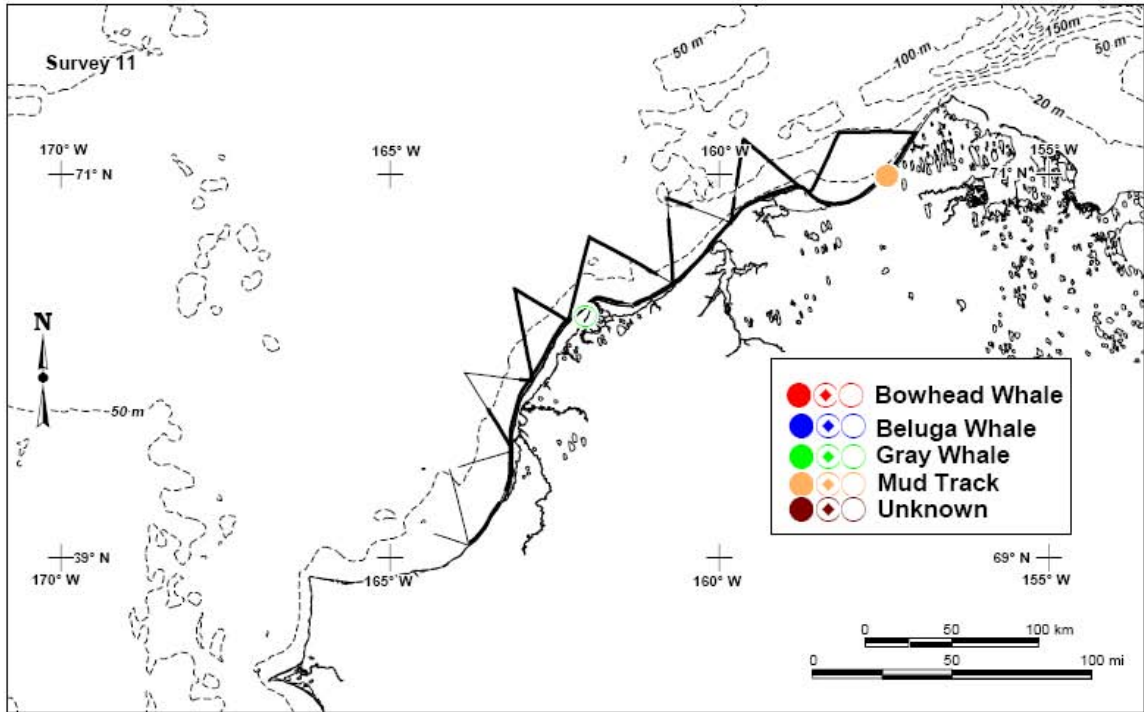 Survey 11
50 m
100 m
150m
50 m
20 m
170° W
165° W
160° W
155° W
71° N
71° N
N
50 m
Bowhead Whale
Beluga Whale
Gray Whale
Mud Track
Unknown
39° N
69° N
170° W
165° W
160° W
155° W
0 50 100 km
0 50 100 mi